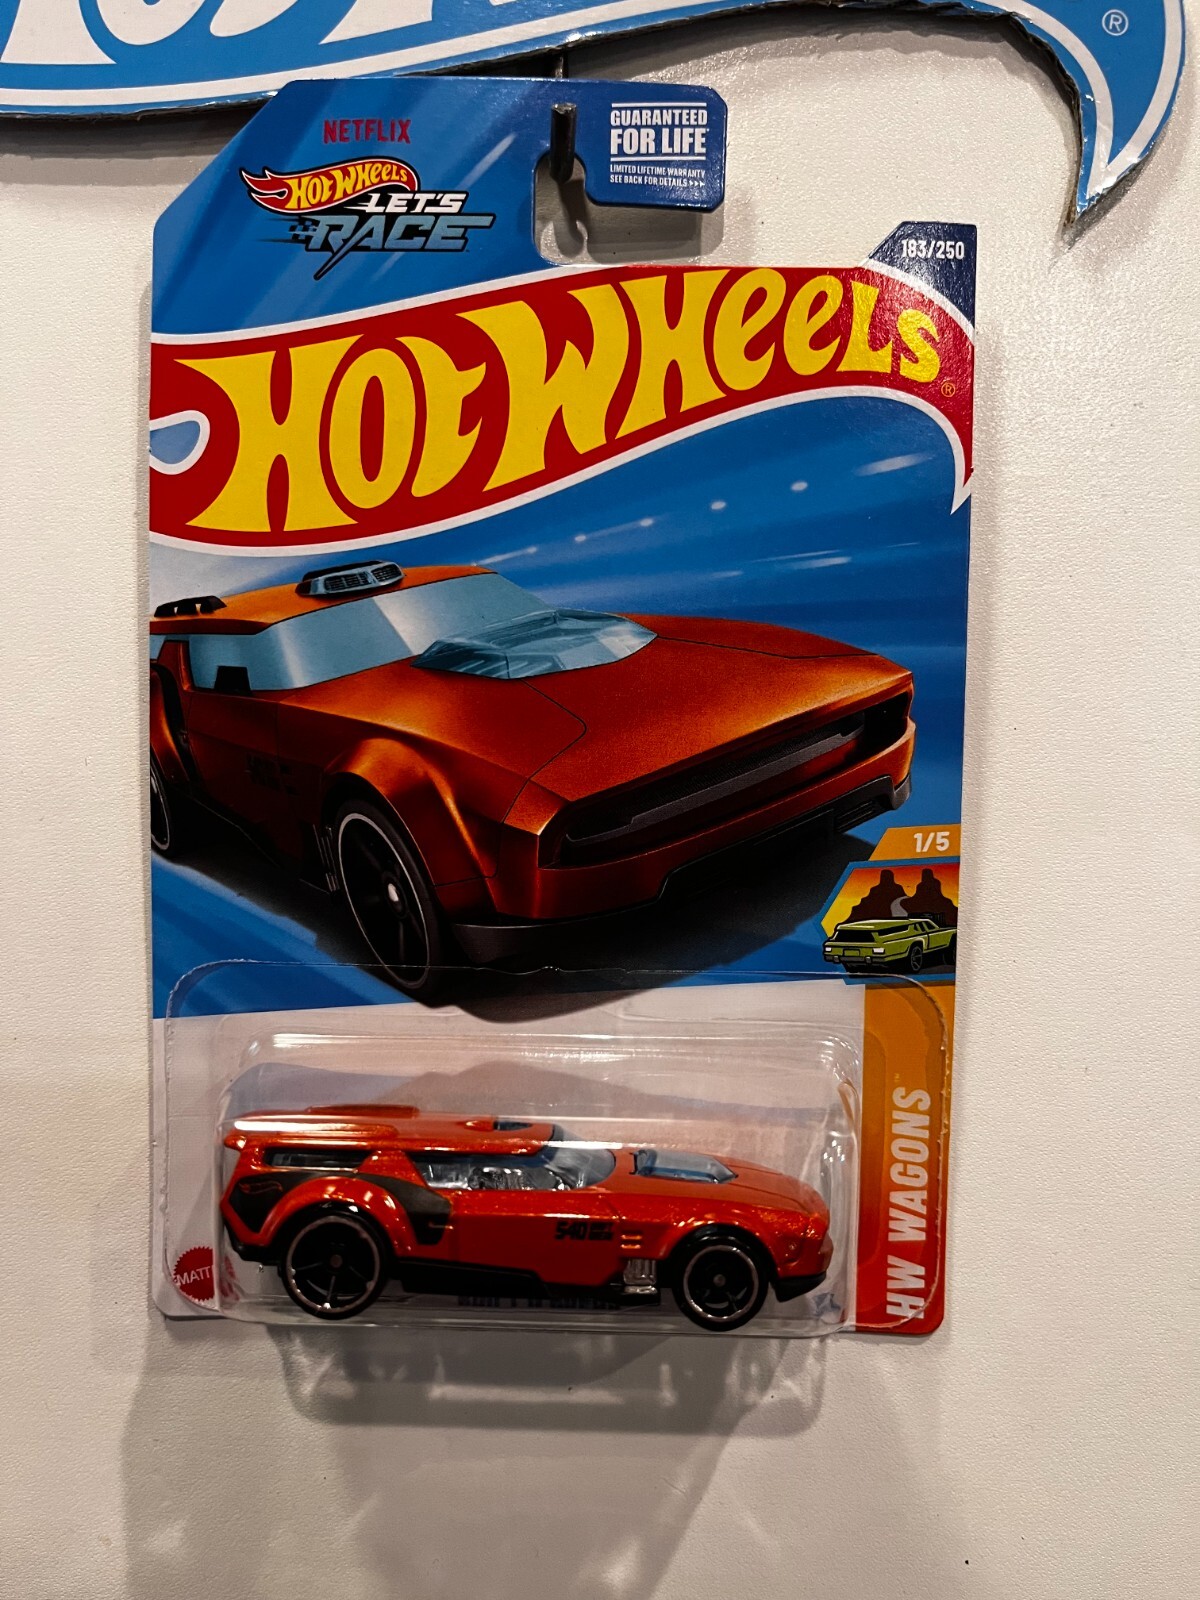 ®
NETFLIX
HOT WHEELS
LET'S
RACE
GUARANTEED
FOR LIFE
LIMITED LIFETIME WARRANTY
SEE BACK FOR DETAILS >>>
183/250
HOT WHEELS®
1/5
HW WAGONS™
MATT
540